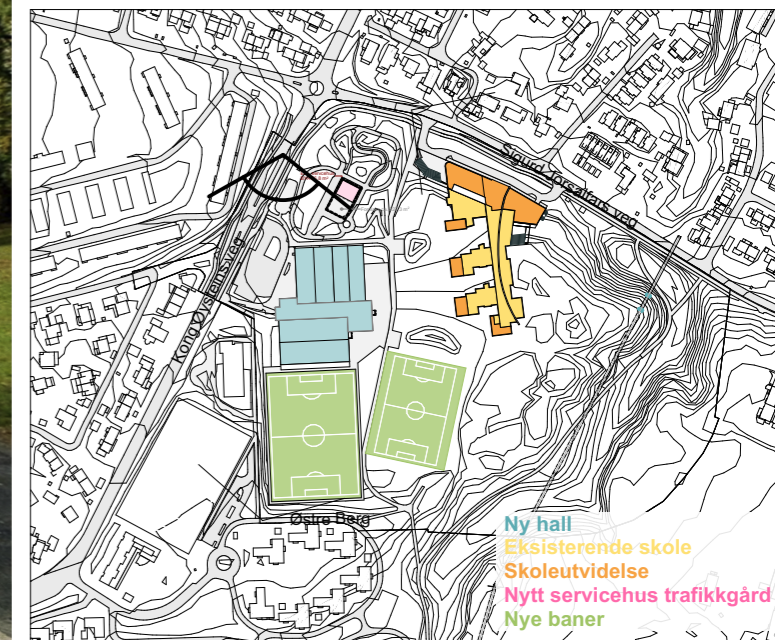 Sigurd Jorsalfars veg
Kong Øysteins veg
Østre Berg
Ny hall
Eksisterende skole
Skoleutvidelse
Nytt servicehus trafikkgård
Nye baner